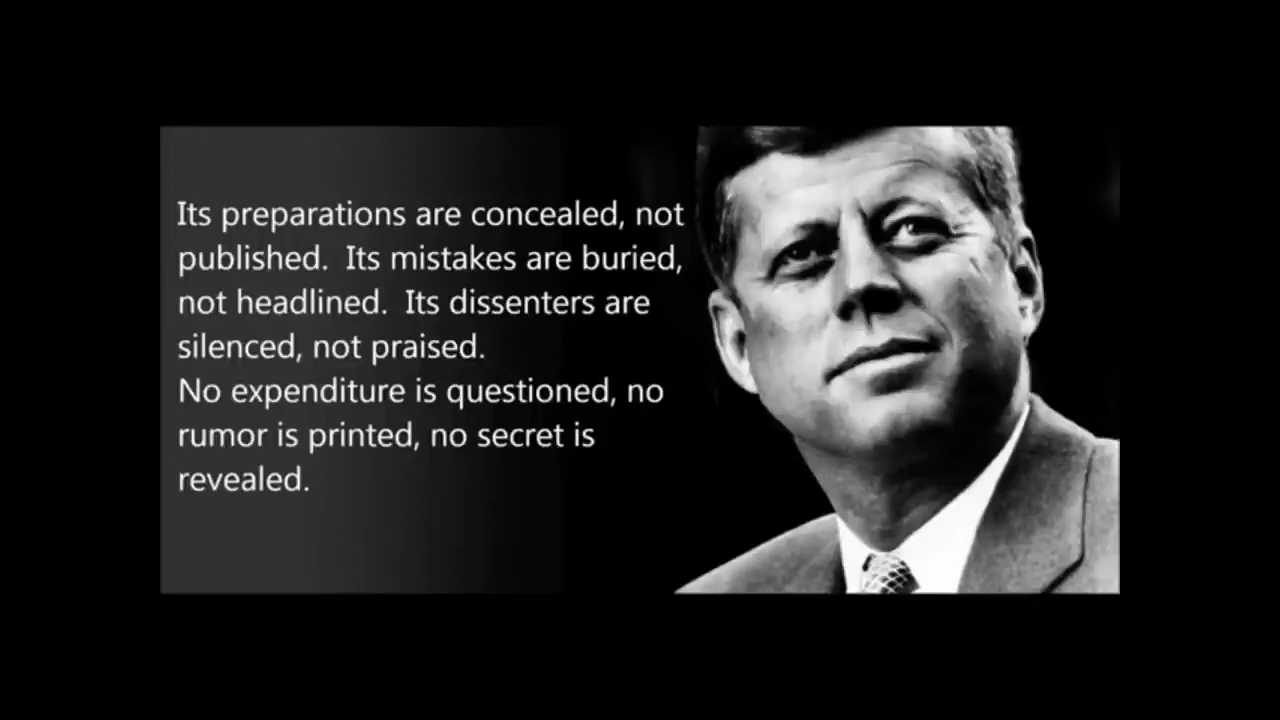 Its preparations are concealed, not
published.  Its mistakes are buried,
not headlined.  Its dissenters are
silenced, not praised.
No expenditure is questioned, no
rumor is printed, no secret is
revealed.